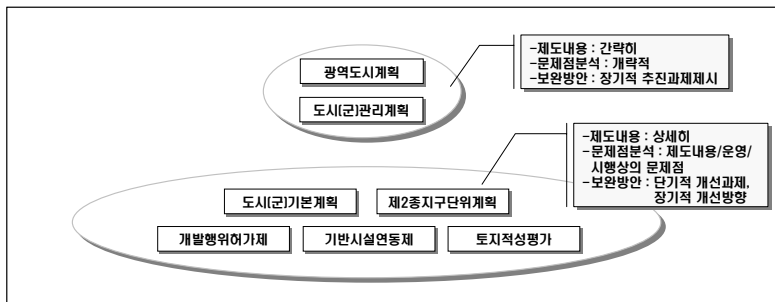 광역도시계획
도시(군)관리계획
-제도내용 : 간략히
-문제점분석 : 개략적
-보완방안 : 장기적 추진과제제시
-제도내용 : 상세히
-문제점분석 : 제도내용/운영/
시행상의 문제점
-보완방안 : 단기적 개선과제,
장기적 개선방향
도시(군)기본계획
제2종지구단위계획
개발행위허가제
기반시설연동제
토지적성평가